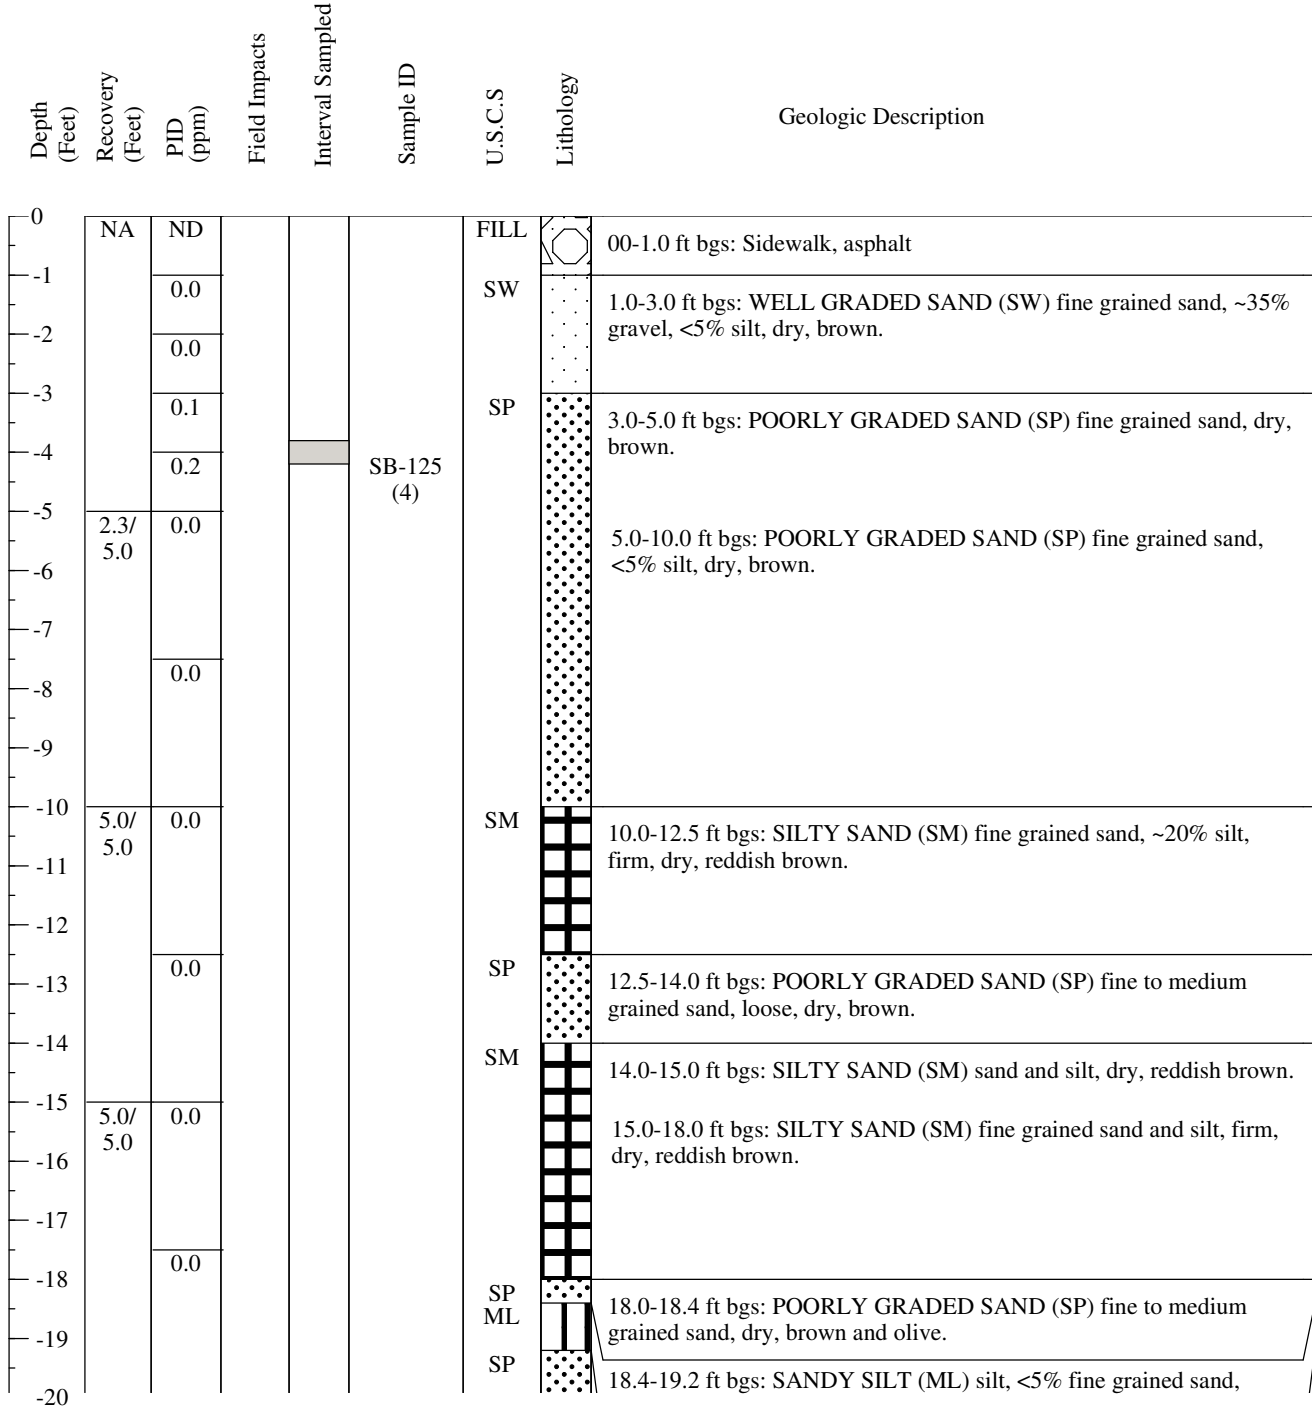 Depth
(Feet)
Recovery
(Feet)
PID
(ppm)
Field Impacts
Interval Sampled
Sample ID
U.S.C.S
Lithology
Geologic Description
0
NA
ND
FILL
00-1.0 ft bgs: Sidewalk, asphalt
-1
0.0
SW
1.0-3.0 ft bgs: WELL GRADED SAND (SW) fine grained sand, ~35%
gravel, <5% silt, dry, brown.
-2
0.0
-3
0.1
SP
3.0-5.0 ft bgs: POORLY GRADED SAND (SP) fine grained sand, dry,
brown.
-4
0.2
SB-125
(4)
-5
2.3/
5.0
0.0
5.0-10.0 ft bgs: POORLY GRADED SAND (SP) fine grained sand,
<5% silt, dry, brown.
-6
-7
0.0
-8
-9
-10
5.0/
5.0
0.0
SM
10.0-12.5 ft bgs: SILTY SAND (SM) fine grained sand, ~20% silt,
firm, dry, reddish brown.
-11
-12
0.0
SP
12.5-14.0 ft bgs: POORLY GRADED SAND (SP) fine to medium
grained sand, loose, dry, brown.
-13
-14
SM
14.0-15.0 ft bgs: SILTY SAND (SM) sand and silt, dry, reddish brown.
-15
5.0/
5.0
0.0
15.0-18.0 ft bgs: SILTY SAND (SM) fine grained sand and silt, firm,
dry, reddish brown.
-16
-17
0.0
-18
SP
18.0-18.4 ft bgs: POORLY GRADED SAND (SP) fine to medium
grained sand, dry, brown and olive.
ML
-19
SP
18.4-19.2 ft bgs: SANDY SILT (ML) silt, <5% fine grained sand,
-20